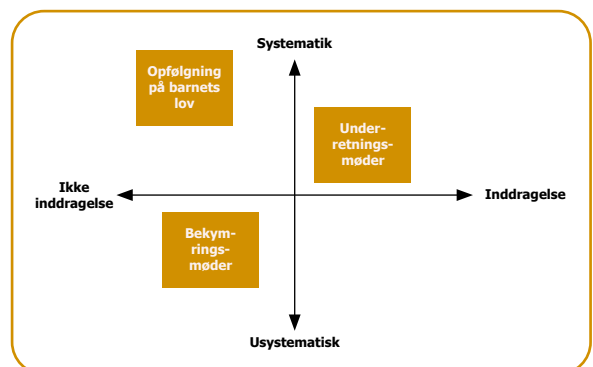 Systematik
Opfølgning
på barnets
lov
Under-
retnings-
møder
Ikke
inddragelse
Inddragelse
Bekym-
rings-
møder
Usystematisk